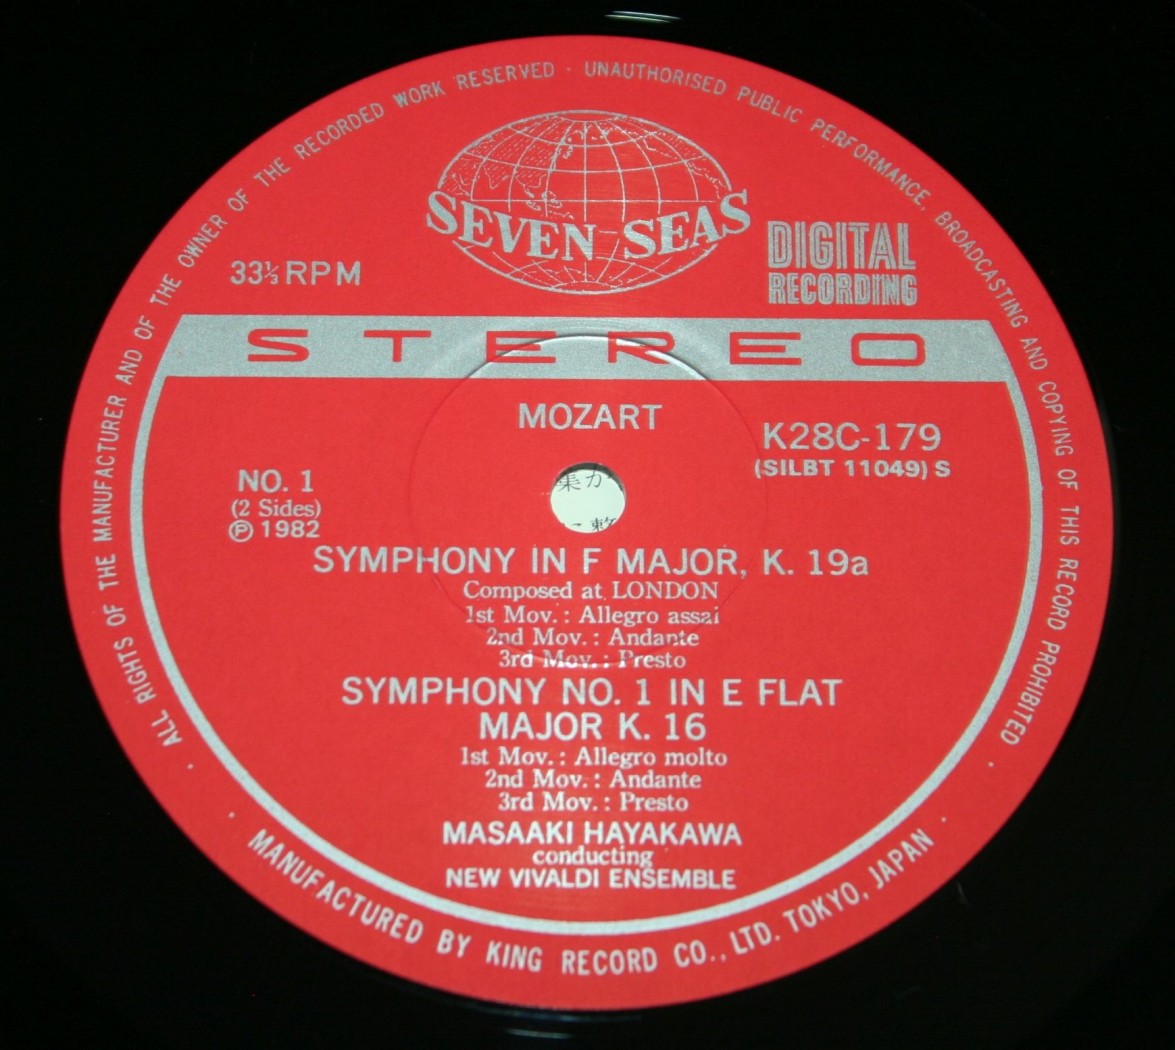 ALL RIGHTS OF THE MANUFACTURER AND OF THE OWNER OF THE RECORDED WORK RESERVED · UNAUTHORISED PUBLIC PERFORMANCE, BROADCASTING AND COPYING OF THIS RECORD PROHIBITED
SEVEN SEAS
DIGITAL
RECORDING
33⅓ RPM
STEREO
MOZART
K28C-179
(SILBT 11049) S
集が
NO. 1
(2 Sides)
Ⓟ 1982
SYMPHONY IN F MAJOR, K. 19a
Composed at LONDON
1st Mov.: Allegro assai
2nd Mov.: Andante
3rd Mov.: Presto
SYMPHONY NO. 1 IN E FLAT
MAJOR K. 16
1st Mov.: Allegro molto
2nd Mov.: Andante
3rd Mov.: Presto
MASAAKI HAYAKAWA
conducting
NEW VIVALDI ENSEMBLE
· MANUFACTURED BY KING RECORD CO., LTD. TOKYO, JAPAN ·